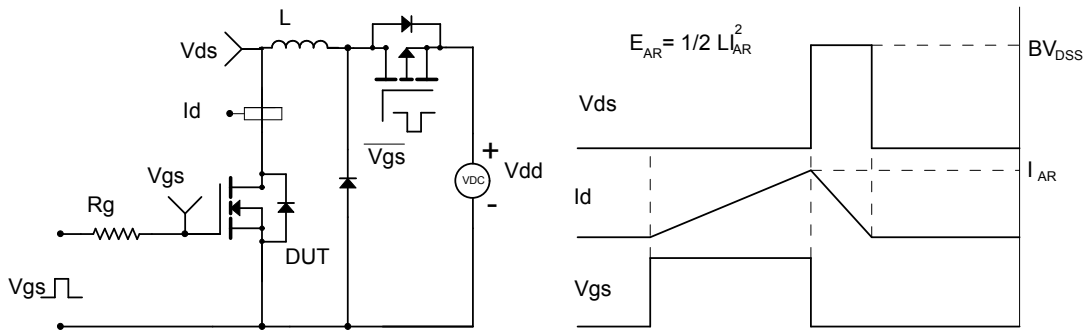 L
Vds
Id
Vgs
Vgs
+
VDC
Vdd
-
Vgs
Rg
DUT
E_AR = 1/2 LI_AR^2
BV_DSS
Vds
I_AR
Id
Vgs